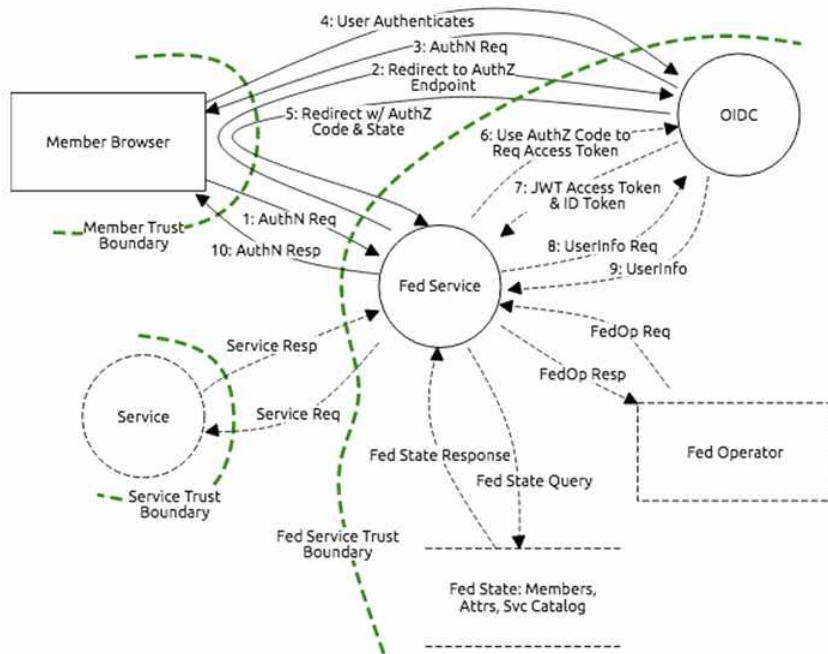 4: User Authenticates
3: AuthN Req
2: Redirect to AuthZ
Endpoint
5: Redirect w/ AuthZ
Code & State
OIDC
Member Browser
6: Use AuthZ Code to
Req Access Token
7: JWT Access Token
& ID Token
Member Trust
Boundary
1: AuthN Req
10: AuthN Resp
8: UserInfo Req
9: UserInfo
Fed Service
FedOp Req
Service Resp
FedOp Resp
Service
Service Req
Fed Operator
Fed State Response
Fed State Query
Service Trust
Boundary
Fed Service Trust
Boundary
Fed State: Members,
Attrs, Svc Catalog